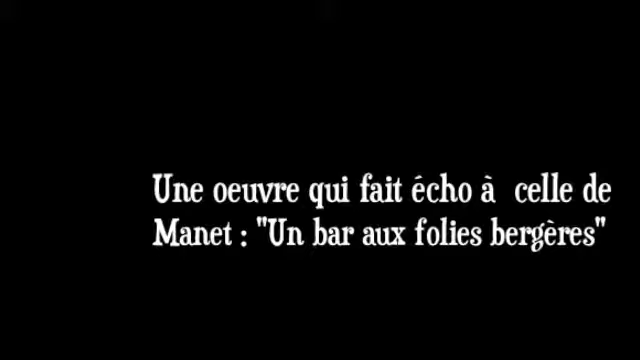 Une oeuvre qui fait écho à celle de
Manet : "Un bar aux folies bergères"